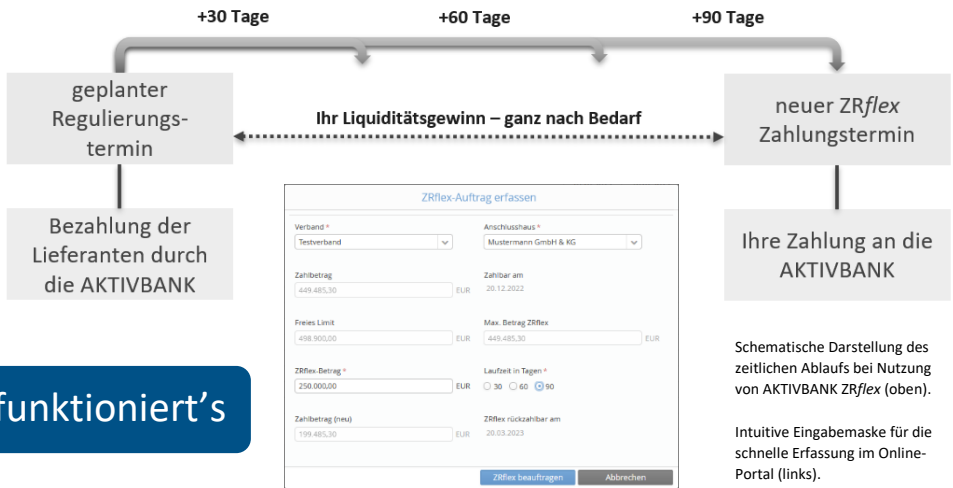 +30 Tage +60 Tage +90 Tage
geplanter
Regulierungs-
termin
Ihr Liquiditätsgewinn – ganz nach Bedarf
neuer ZRflex
Zahlungstermin
Bezahlung der
Lieferanten durch
die AKTIVBANK
Ihre Zahlung an die
AKTIVBANK
ZRflex-Auftrag erfassen
Verband * Anschlusshaus *
Testverband Mustermann GmbH & KG
Zahlbetrag Zahlbar am
449.485,30 EUR 20.12.2022
Freies Limit Max. Betrag ZRflex
498.900,00 EUR 449.485,30 EUR
ZRflex-Betrag * Laufzeit in Tagen *
250.000,00 EUR 30 60 90
Zahlbetrag (neu) ZRflex rückzahlbar am
199.485,30 EUR 20.03.2023
ZRflex beauftragen Abbrechen
funktioniert's
Schematische Darstellung des
zeitlichen Ablaufs bei Nutzung
von AKTIVBANK ZRflex (oben).
Intuitive Eingabemaske für die
schnelle Erfassung im Online-
Portal (links).